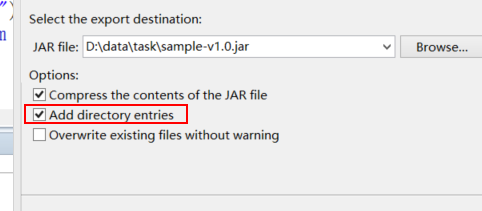 ")
n
Select the export destination:
JAR file: D:\data\task\sample-v1.0.jar Browse...
Options:
Compress the contents of the JAR file
Add directory entries
Overwrite existing files without warning